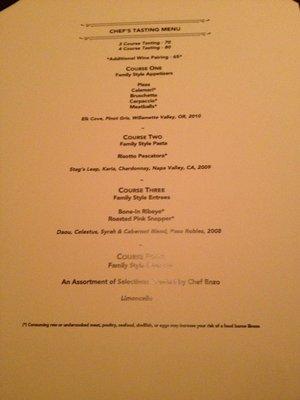 CHEF'S TASTING MENU
3 Course Tasting - 70
4 Course Tasting - 80
*Additional Wine Pairing - 65*
COURSE ONE
Family Style Appetizers
Pizza
Calamari*
Bruschetta
Carpaccio*
Meatballs*
Elk Cove, Pinot Gris, Willamette Valley, OR, 2010
~
COURSE TWO
Family Style Pasta
Risotto Pescatora*
Stag's Leap, Karia, Chardonnay, Napa Valley, CA, 2009
~
COURSE THREE
Family Style Entrees
Bone-In Ribeye*
Roasted Pink Snapper*
Daou, Celestus, Syrah & Cabernet Blend, Paso Robles, 2008
~
COURSE FOUR
Family Style
An Assortment of Selections by Chef Enzo
Limoncello
(*) Consuming raw or undercooked meat, poultry, seafood, shellfish, or eggs may increase your risk of a food borne illness